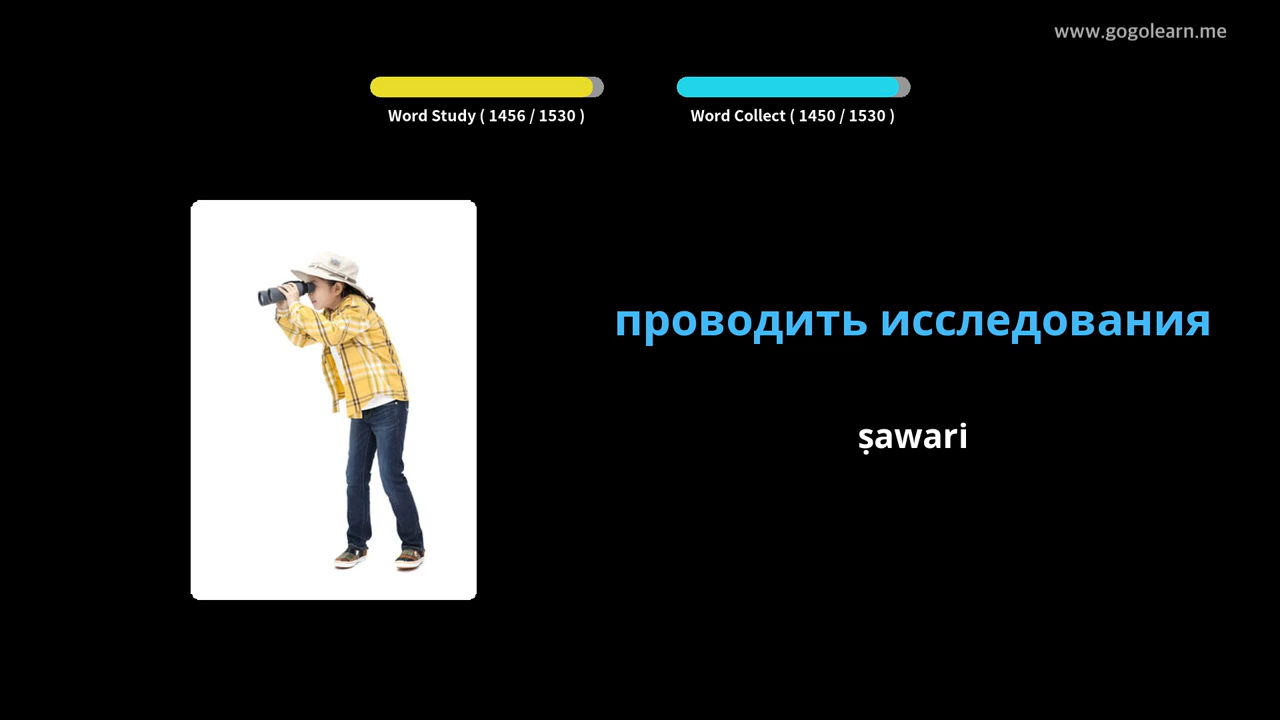 www.gogolearn.me
Word Study ( 1456 / 1530 )
Word Collect ( 1450 / 1530 )
проводить исследования
ṣawari